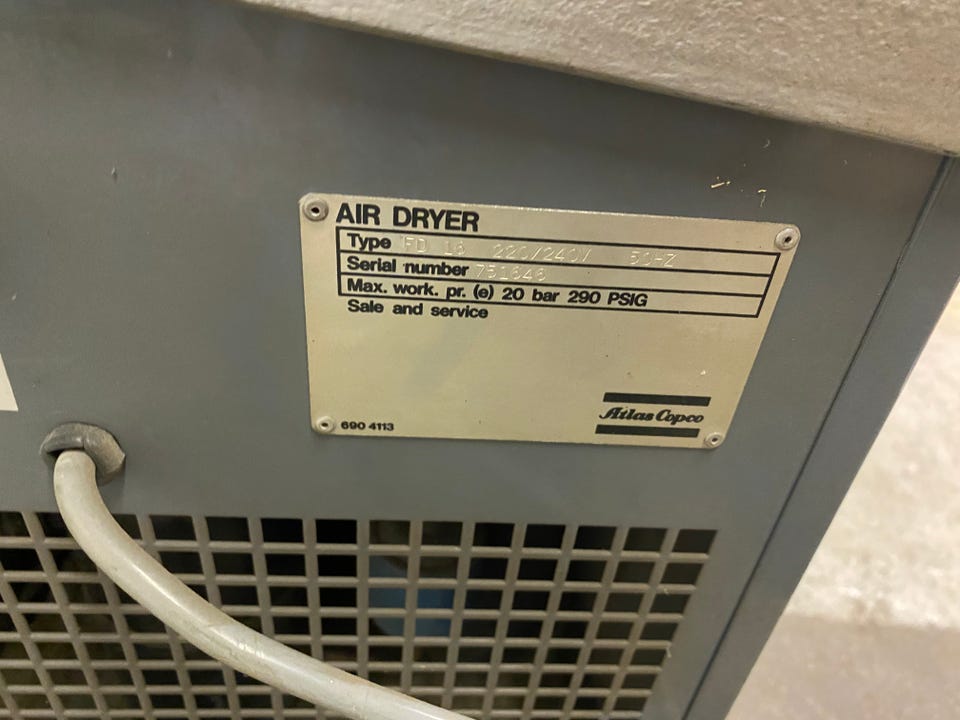 AIR DRYER
Type FD 16 220/240V 50HZ
Serial number 751646
Max. work. pr. (e) 20 bar 290 PSIG
Sale and service
Atlas Copco
690 4113